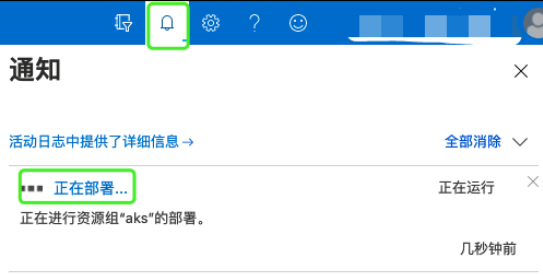 通知
活动日志中提供了详细信息→
全部消除
正在部署...
正在运行
正在进行资源组“aks”的部署。
几秒钟前